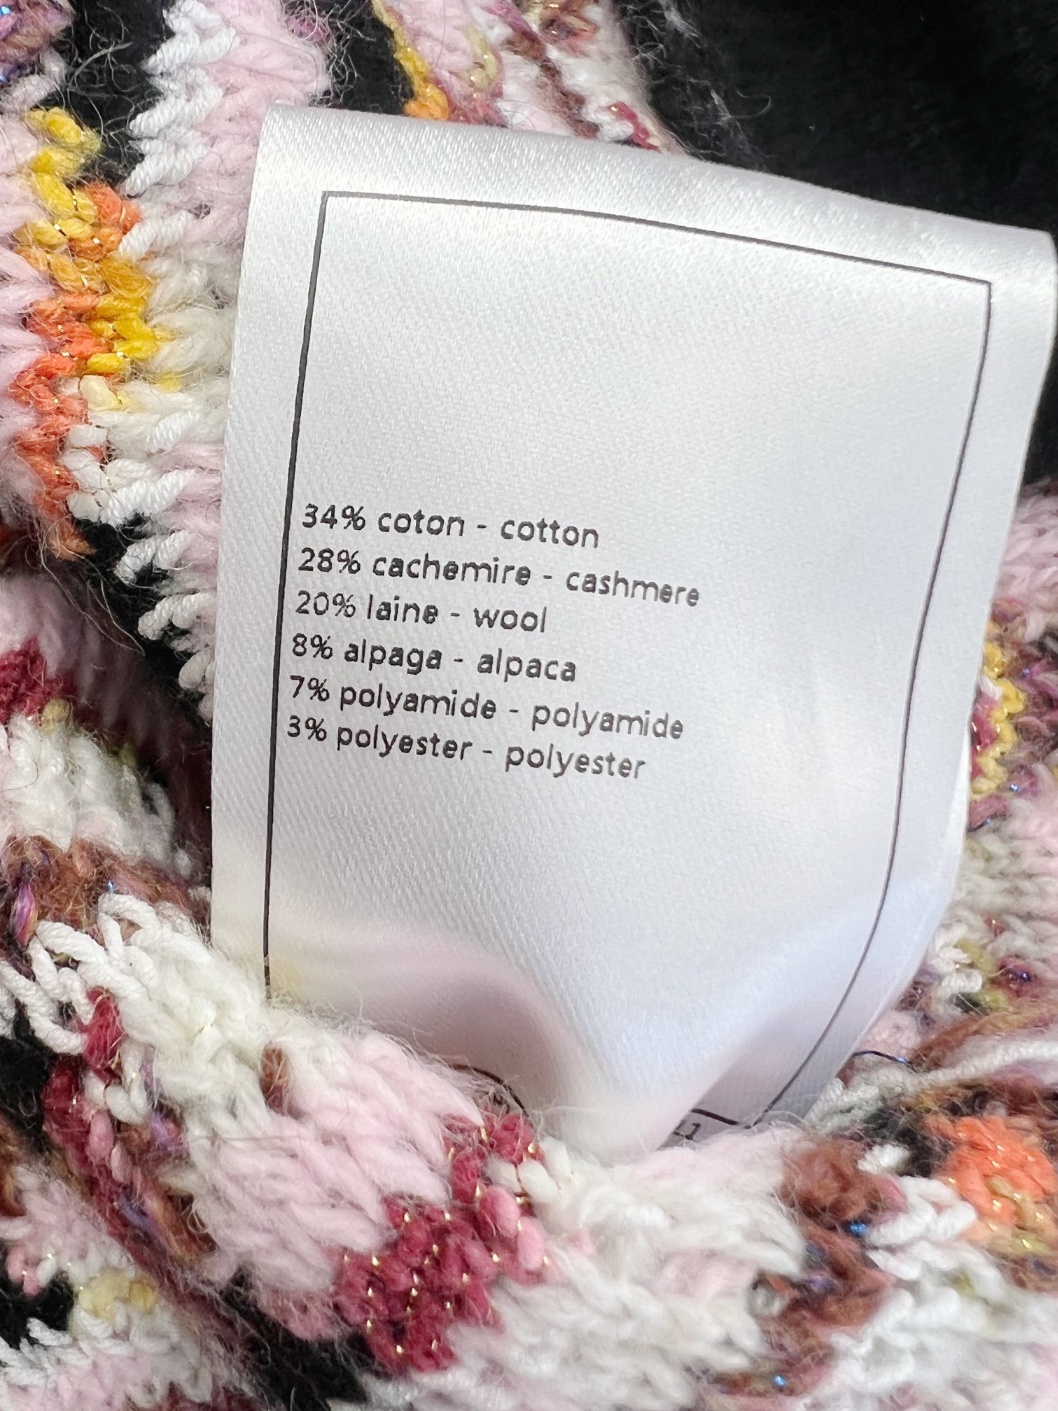 34% coton - cotton
28% cachemire - cashmere
20% laine - wool
8% alpaga - alpaca
7% polyamide - polyamide
3% polyester - polyester